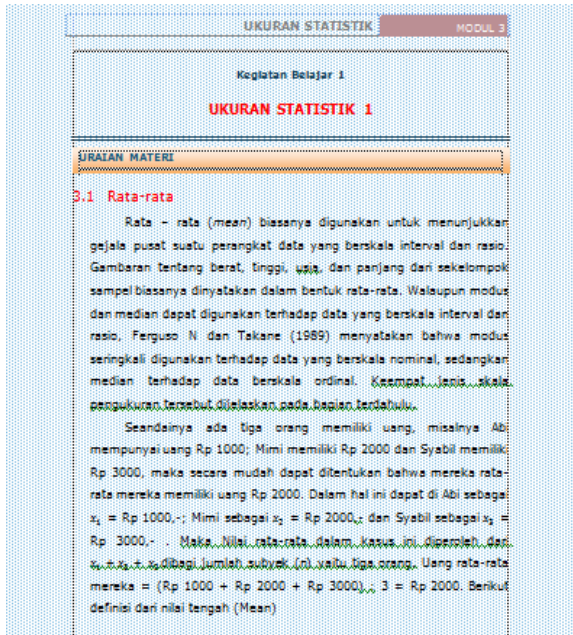 UKURAN STATISTIK MODUL 3
Kegiatan Belajar 1
UKURAN STATISTIK 1
URAIAN MATERI
3.1 Rata-rata
Rata – rata (mean) biasanya digunakan untuk menunjukkan
gejala pusat suatu perangkat data yang berskala interval dan rasio.
Gambaran tentang berat, tinggi, usia, dan panjang dari sekelompok
sampel biasanya dinyatakan dalam bentuk rata-rata. Walaupun modus
dan median dapat digunakan terhadap data yang berskala interval dan
rasio, Ferguso N dan Takane (1989) menyatakan bahwa modus
seringkali digunakan terhadap data yang berskala nominal, sedangkan
median terhadap data berskala ordinal. Keempat jenis skala
pengukuran tersebut dijelaskan pada bagian terdahulu.
Seandainya ada tiga orang memiliki uang, misalnya Abi
mempunyai uang Rp 1000; Mimi memiliki Rp 2000 dan Syabil memiliki
Rp 3000, maka secara mudah dapat ditentukan bahwa mereka rata-
rata mereka memiliki uang Rp 2000. Dalam hal ini dapat di Abi sebagai
x₁ = Rp 1000,-; Mimi sebagai x₂ = Rp 2000,- dan Syabil sebagai x₃ =
Rp 3000,- . Maka Nilai rata-rata dalam kasus ini diperoleh dari
x₁ + x₂ + x₃ dibagi jumlah subyek (n) yaitu tiga orang. Uang rata-rata
mereka = (Rp 1000 + Rp 2000 + Rp 3000) : 3 = Rp 2000. Berikut
definisi dari nilai tengah (Mean)